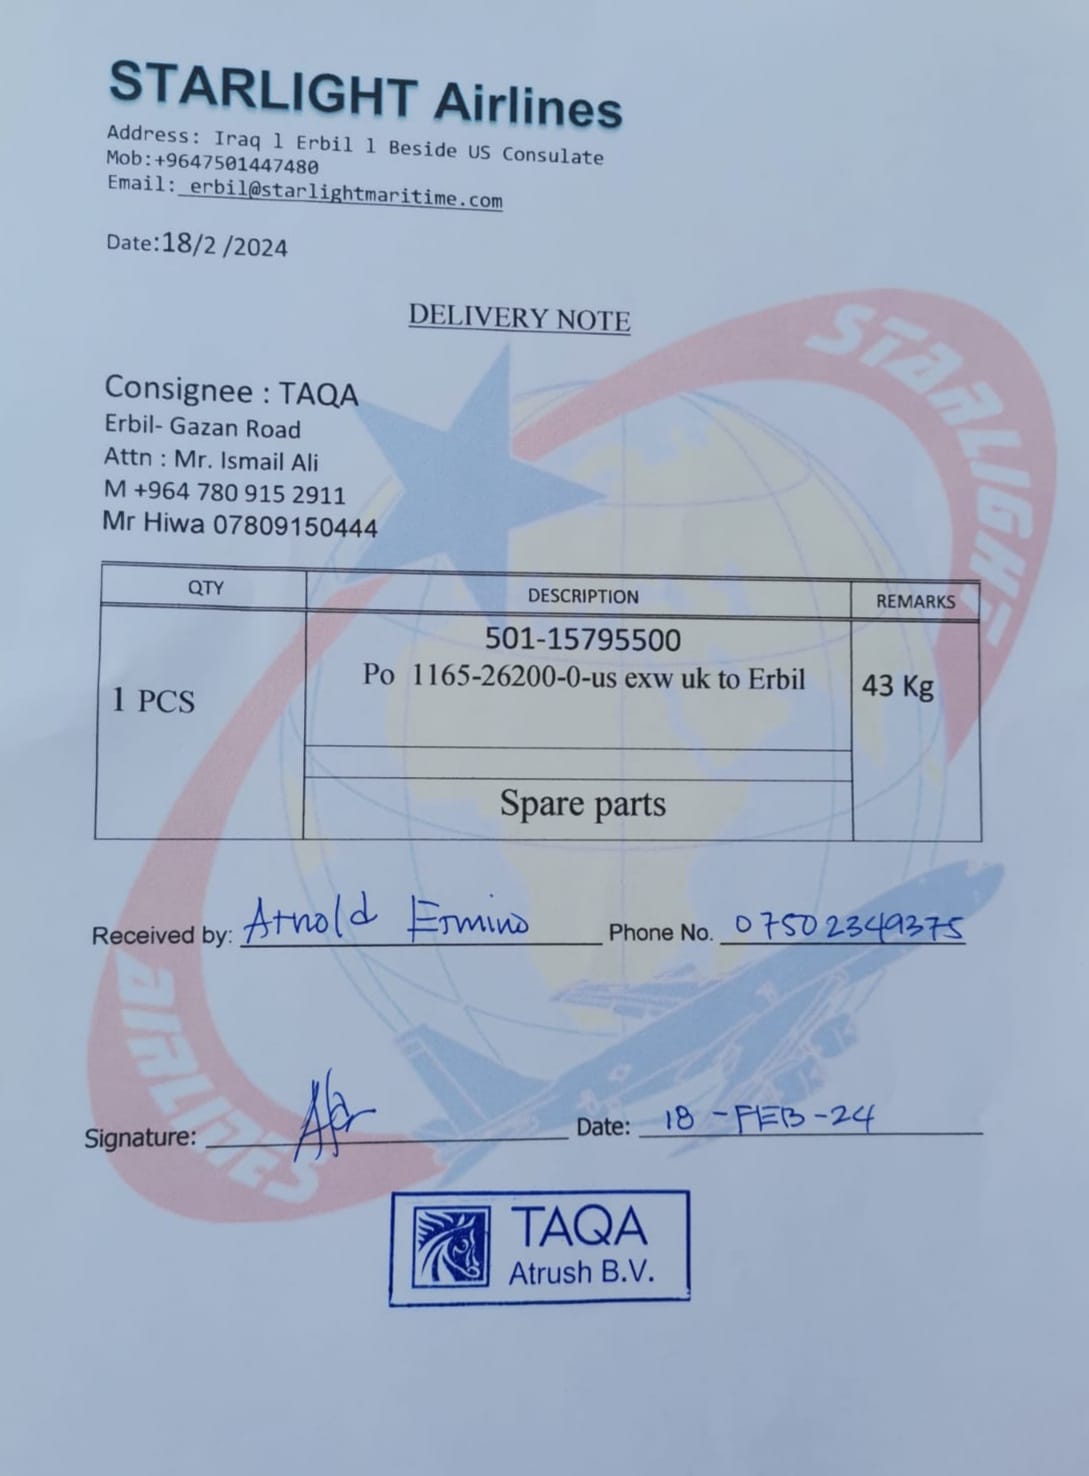 STARLIGHT Airlines
Address: Iraq l Erbil l Beside US Consulate
Mob:+9647501447480
Email: erbil@starlightmaritime.com
Date:18/2 /2024
DELIVERY NOTE
Consignee : TAQA
Erbil- Gazan Road
Attn : Mr. Ismail Ali
M +964 780 915 2911
Mr Hiwa 07809150444
QTY DESCRIPTION REMARKS
501-15795500
Po 1165-26200-0-us exw uk to Erbil
1 PCS
43 Kg
Spare parts
Received by: Arnold Ermino Phone No. 07502349375
Signature: Date: 18-FEB-24
TAQA
Atrush B.V.
STARLIGHT
AIRLINES